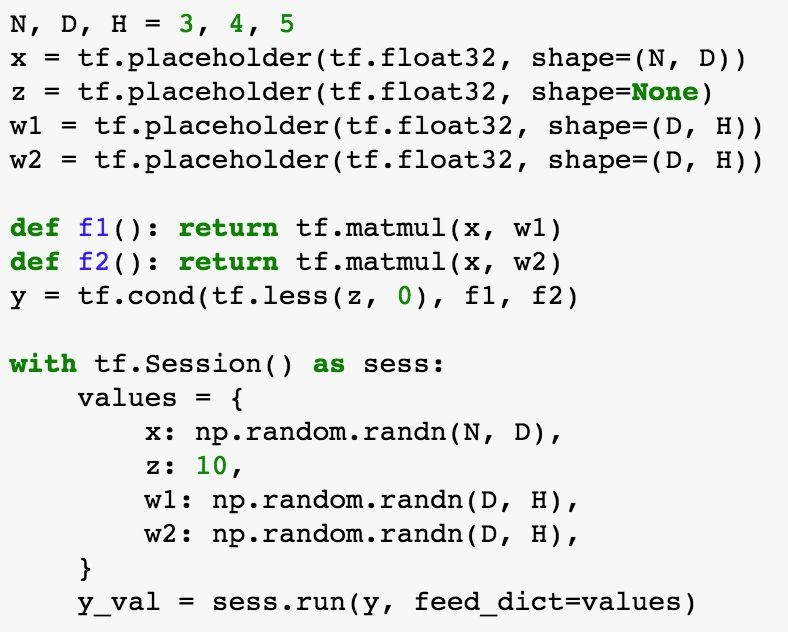 N, D, H = 3, 4, 5
x = tf.placeholder(tf.float32, shape=(N, D))
z = tf.placeholder(tf.float32, shape=None)
w1 = tf.placeholder(tf.float32, shape=(D, H))
w2 = tf.placeholder(tf.float32, shape=(D, H))

def f1(): return tf.matmul(x, w1)
def f2(): return tf.matmul(x, w2)
y = tf.cond(tf.less(z, 0), f1, f2)

with tf.Session() as sess:
    values = {
        x: np.random.randn(N, D),
        z: 10,
        w1: np.random.randn(D, H),
        w2: np.random.randn(D, H),
    }
    y_val = sess.run(y, feed_dict=values)